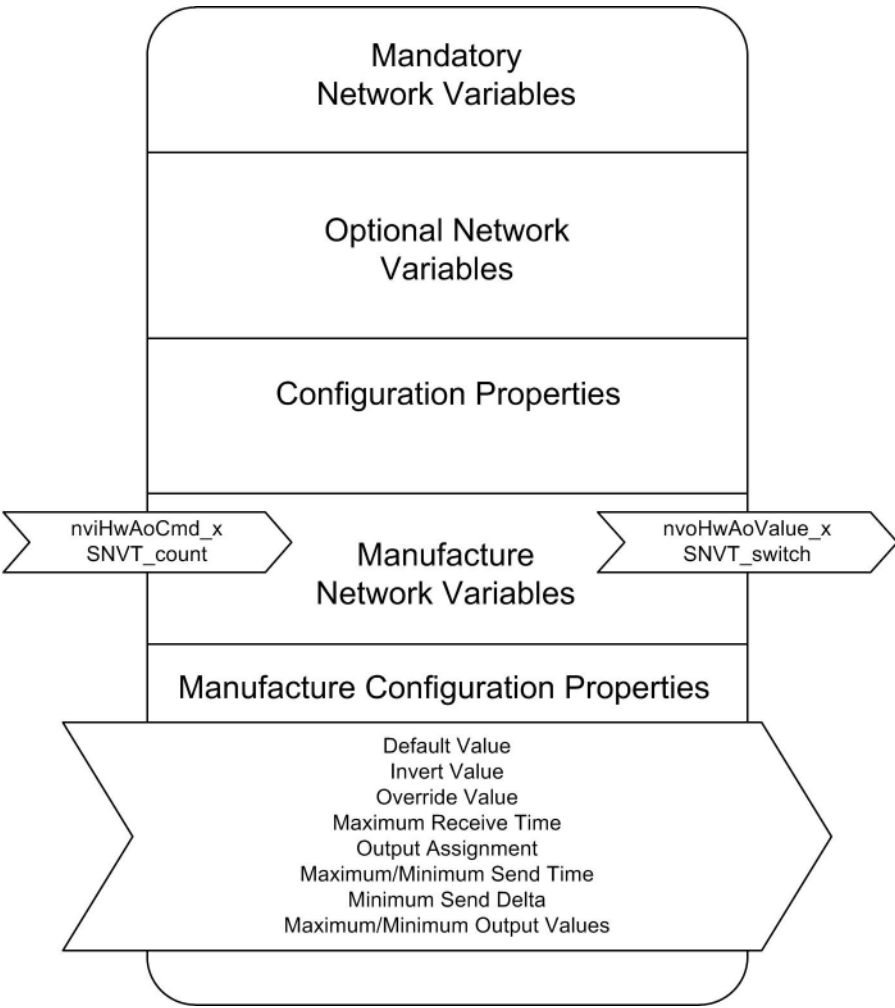 Mandatory
Network Variables
Optional Network
Variables
Configuration Properties
nviHwAoCmd_x
SNVT_count
nvoHwAoValue_x
SNVT_switch
Manufacture
Network Variables
Manufacture Configuration Properties
Default Value
Invert Value
Override Value
Maximum Receive Time
Output Assignment
Maximum/Minimum Send Time
Minimum Send Delta
Maximum/Minimum Output Values